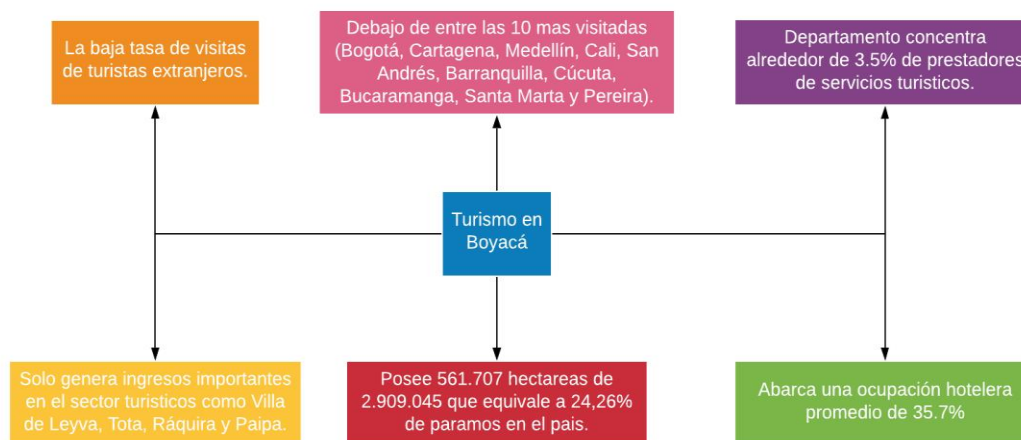 La baja tasa de visitas
de turistas extranjeros.
Debajo de entre las 10 mas visitadas
(Bogotá, Cartagena, Medellín, Cali, San
Andrés, Barranquilla, Cúcuta,
Bucaramanga, Santa Marta y Pereira).
Departamento concentra
alrededor de 3.5% de prestadores
de servicios turisticos.
Turismo en
Boyacá
Solo genera ingresos importantes
en el sector turisticos como Villa
de Leyva, Tota, Ráquira y Paipa.
Posee 561.707 hectareas de
2.909.045 que equivale a 24,26%
de paramos en el pais.
Abarca una ocupación hotelera
promedio de 35.7%